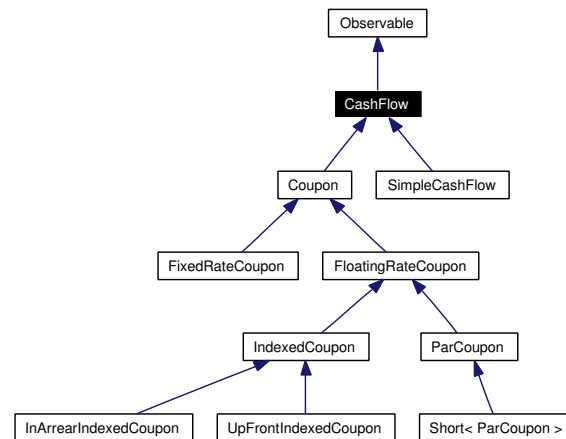 Observable
CashFlow
Coupon
SimpleCashFlow
FixedRateCoupon
FloatingRateCoupon
IndexedCoupon
ParCoupon
InArrearIndexedCoupon
UpFrontIndexedCoupon
Short< ParCoupon >